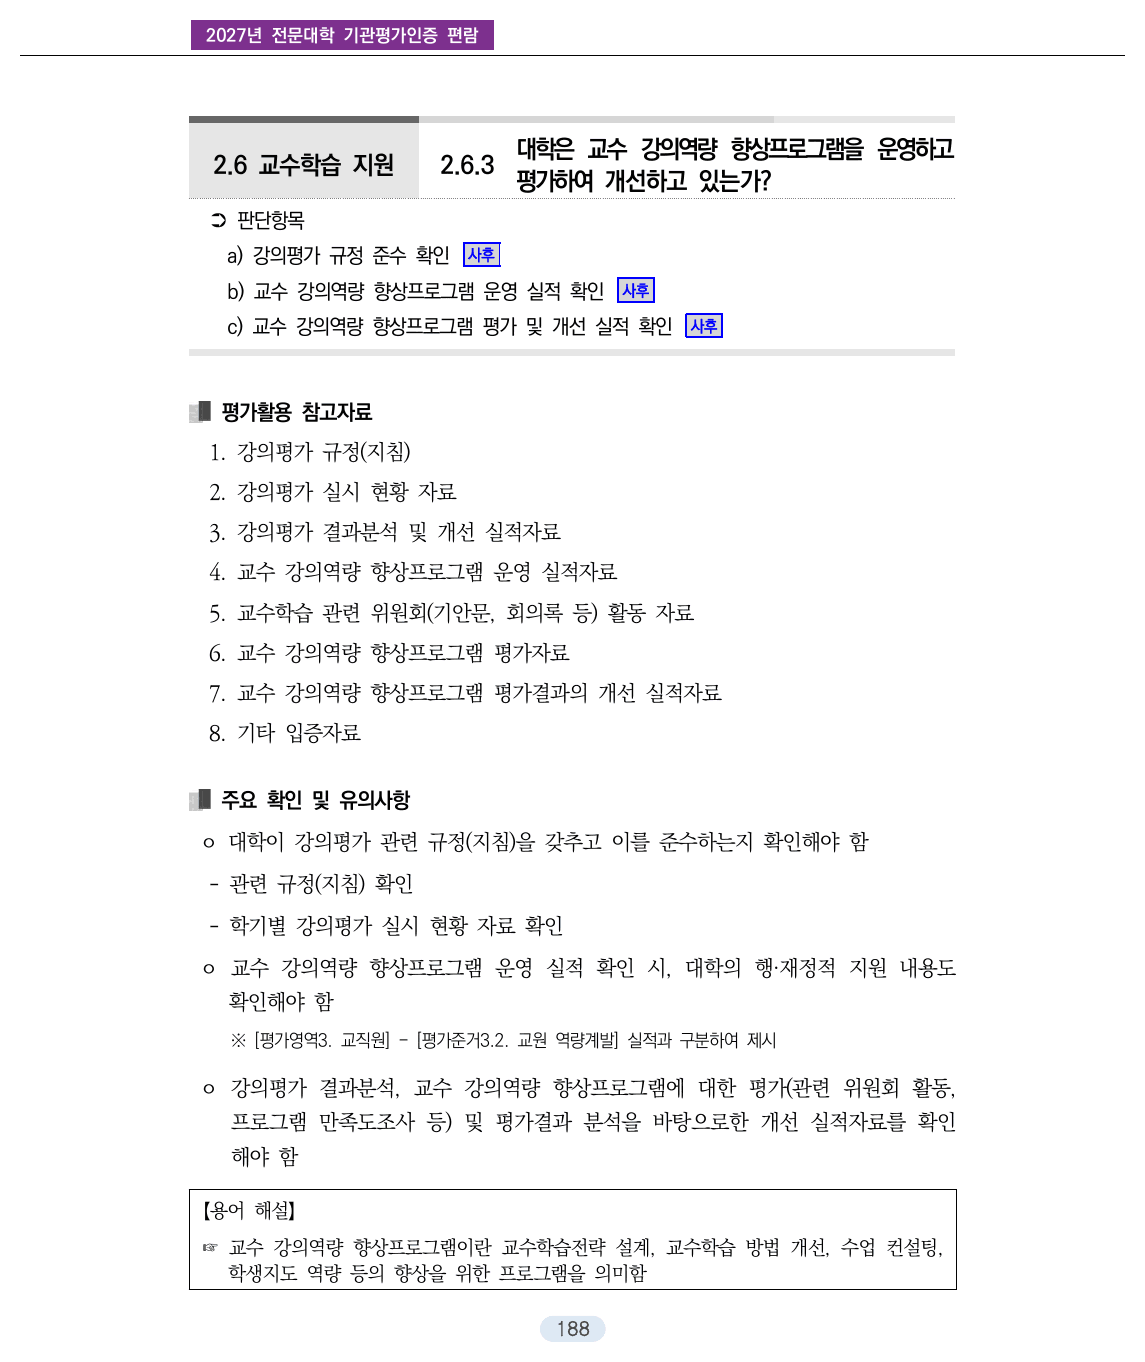 2027년 전문대학 기관평가인증 편람
2.6 교수학습 지원
2.6.3
대학은 교수 강의역량 향상프로그램을 운영하고
평가하여 개선하고 있는가?
➲ 판단항목
a) 강의평가 규정 준수 확인 사후
b) 교수 강의역량 향상프로그램 운영 실적 확인 사후
c) 교수 강의역량 향상프로그램 평가 및 개선 실적 확인 사후
평가활용 참고자료
1. 강의평가 규정(지침)
2. 강의평가 실시 현황 자료
3. 강의평가 결과분석 및 개선 실적자료
4. 교수 강의역량 향상프로그램 운영 실적자료
5. 교수학습 관련 위원회(기안문, 회의록 등) 활동 자료
6. 교수 강의역량 향상프로그램 평가자료
7. 교수 강의역량 향상프로그램 평가결과의 개선 실적자료
8. 기타 입증자료
주요 확인 및 유의사항
o 대학이 강의평가 관련 규정(지침)을 갖추고 이를 준수하는지 확인해야 함
- 관련 규정(지침) 확인
- 학기별 강의평가 실시 현황 자료 확인
o 교수 강의역량 향상프로그램 운영 실적 확인 시, 대학의 행·재정적 지원 내용도
확인해야 함
※ [평가영역3. 교직원] - [평가준거3.2. 교원 역량계발] 실적과 구분하여 제시
o 강의평가 결과분석, 교수 강의역량 향상프로그램에 대한 평가(관련 위원회 활동,
프로그램 만족도조사 등) 및 평가결과 분석을 바탕으로한 개선 실적자료를 확인
해야 함
【용어 해설】
☞ 교수 강의역량 향상프로그램이란 교수학습전략 설계, 교수학습 방법 개선, 수업 컨설팅,
학생지도 역량 등의 향상을 위한 프로그램을 의미함
188